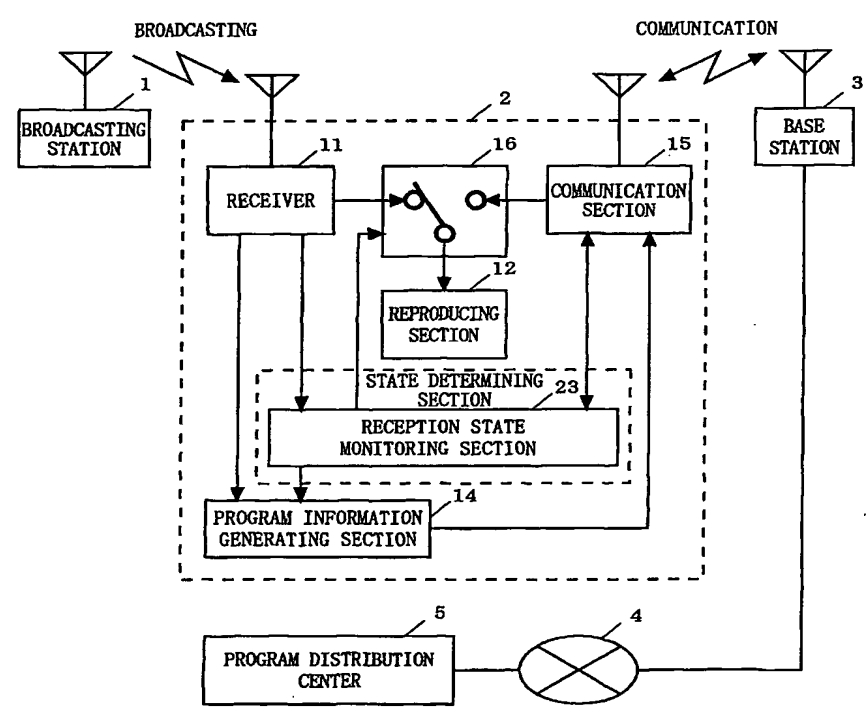 BROADCASTING
COMMUNICATION
1
2
3
BROADCASTING
STATION
BASE
STATION
11
16
15
RECEIVER
COMMUNICATION
SECTION
12
REPRODUCING
SECTION
STATE DETERMINING
SECTION
23
RECEPTION STATE
MONITORING SECTION
14
PROGRAM INFORMATION
GENERATING SECTION
5
4
PROGRAM DISTRIBUTION
CENTER